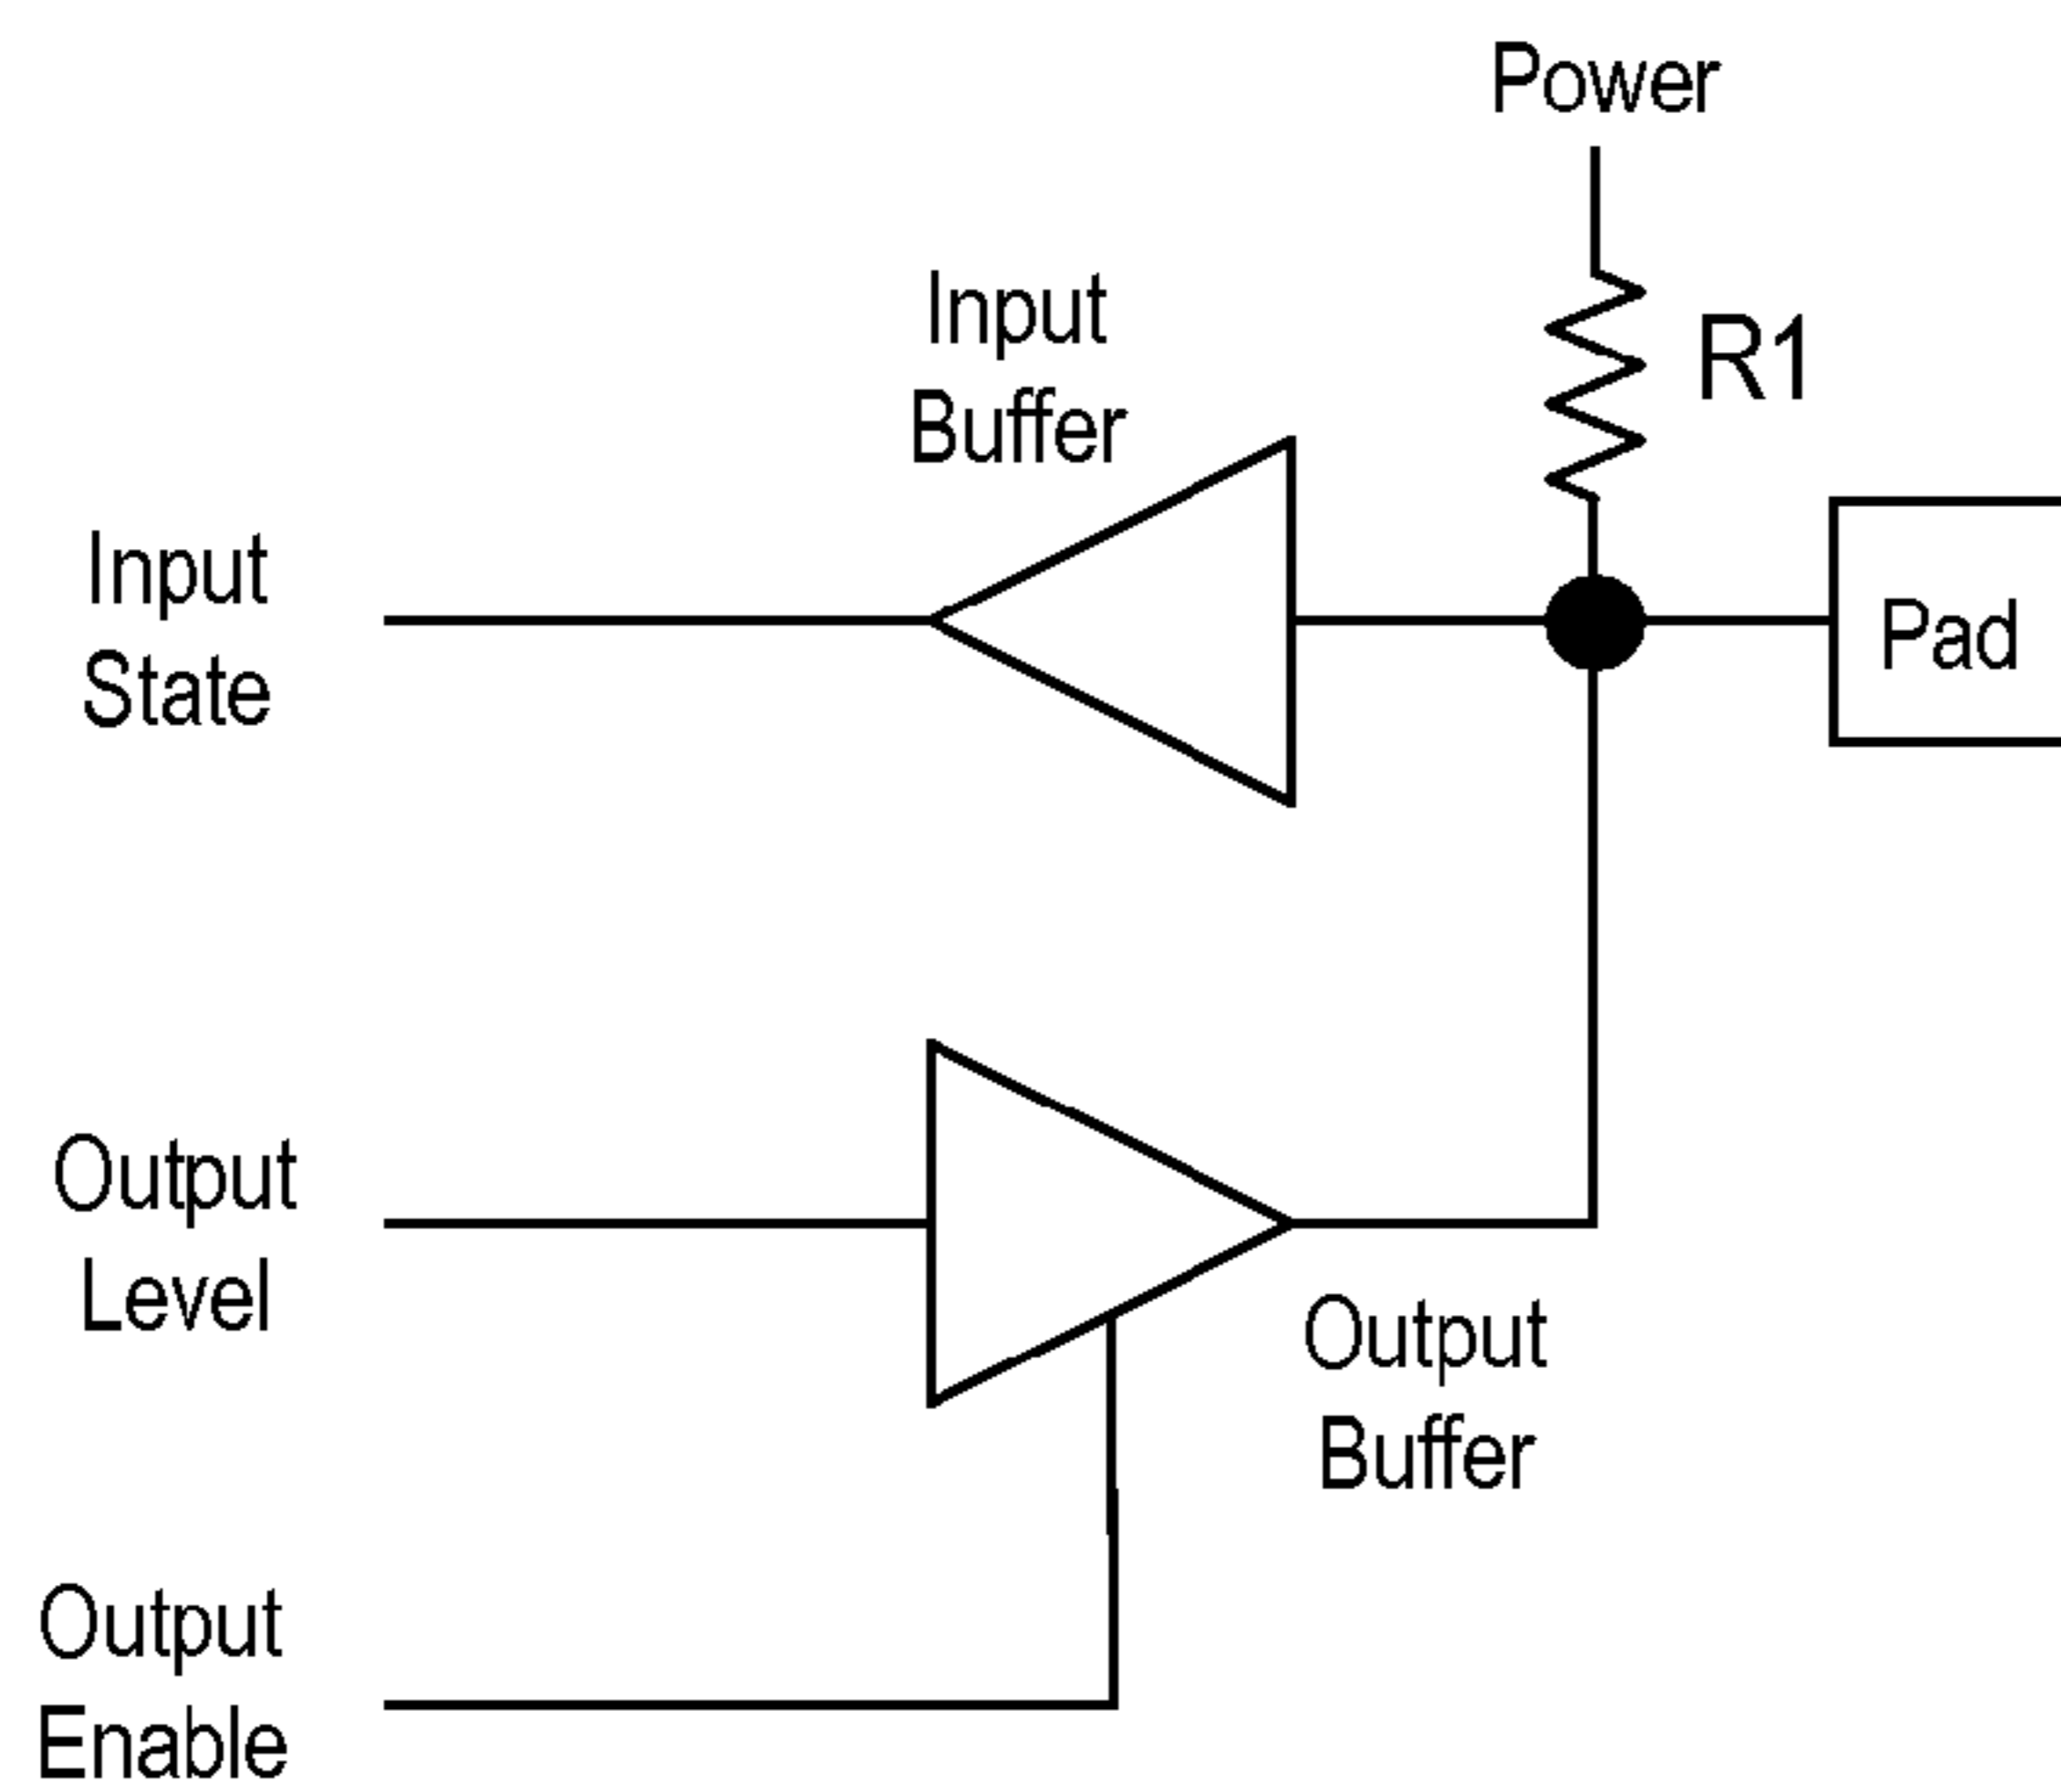 Power
Input
Buffer
R1
Input
State
Pad
Output
Level
Output
Buffer
Output
Enable